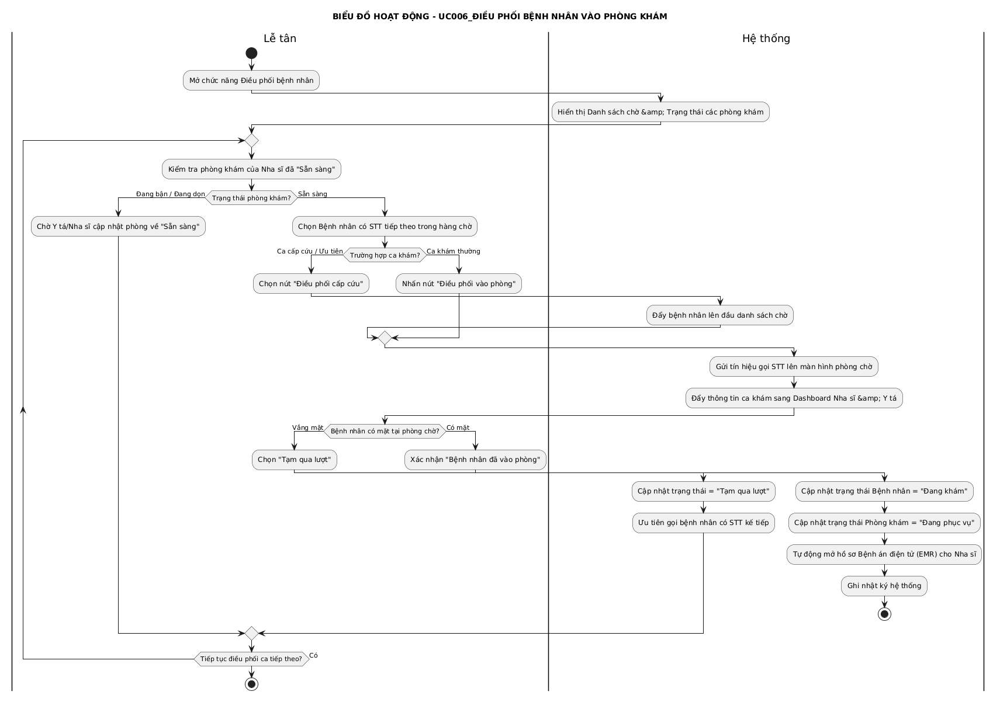 BIỂU ĐỒ HOẠT ĐỘNG - UC006_ĐIỀU PHỐI BỆNH NHÂN VÀO PHÒNG KHÁM
Lễ tân
Hệ thống
Mở chức năng Điều phối bệnh nhân
Hiển thị Danh sách chờ &amp; Trạng thái các phòng khám
Kiểm tra phòng khám của Nha sĩ đã "Sẵn sàng"
Đang bận / Đang dọn
Trạng thái phòng khám?
Sẵn sàng
Chờ Y tá/Nha sĩ cập nhật phòng về "Sẵn sàng"
Chọn Bệnh nhân có STT tiếp theo trong hàng chờ
Ca cấp cứu / Ưu tiên
Trường hợp ca khám?
Ca khám thường
Chọn nút "Điều phối cấp cứu"
Nhấn nút "Điều phối vào phòng"
Đẩy bệnh nhân lên đầu danh sách chờ
Gửi tín hiệu gọi STT lên màn hình phòng chờ
Đẩy thông tin ca khám sang Dashboard Nha sĩ &amp; Y tá
Vắng mặt
Bệnh nhân có mặt tại phòng chờ?
Có mặt
Chọn "Tạm qua lượt"
Xác nhận "Bệnh nhân đã vào phòng"
Cập nhật trạng thái = "Tạm qua lượt"
Cập nhật trạng thái Bệnh nhân = "Đang khám"
Ưu tiên gọi bệnh nhân có STT kế tiếp
Cập nhật trạng thái Phòng khám = "Đang phục vụ"
Tự động mở hồ sơ Bệnh án điện tử (EMR) cho Nha sĩ
Ghi nhật ký hệ thống
Tiếp tục điều phối ca tiếp theo?
Có